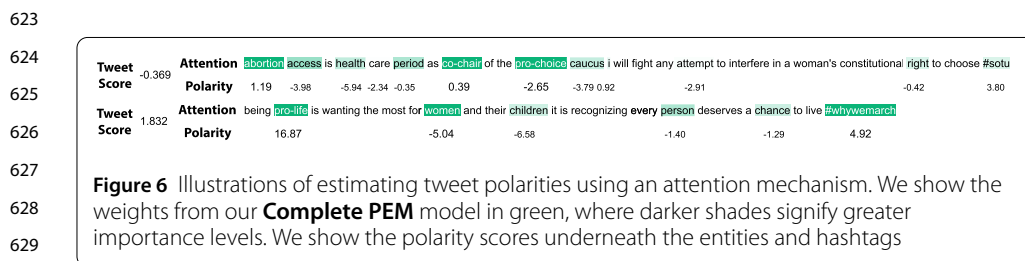 623
624
Tweet Score -0.369 Attention abortion access is health care period as co-chair of the pro-choice caucus i will fight any attempt to interfere in a woman's constitutional right to choose #sotu
625
Polarity 1.19 -3.98 -5.94 -2.34 -0.35 0.39 -2.65 -3.79 0.92 -2.91 -0.42 3.80
Tweet Score 1.832 Attention being pro-life is wanting the most for women and their children it is recognizing every person deserves a chance to live #whywemarch
626
Polarity 16.87 -5.04 -6.58 -1.40 -1.29 4.92
627
Figure 6 Illustrations of estimating tweet polarities using an attention mechanism. We show the
628
weights from our Complete PEM model in green, where darker shades signify greater
629
importance levels. We show the polarity scores underneath the entities and hashtags